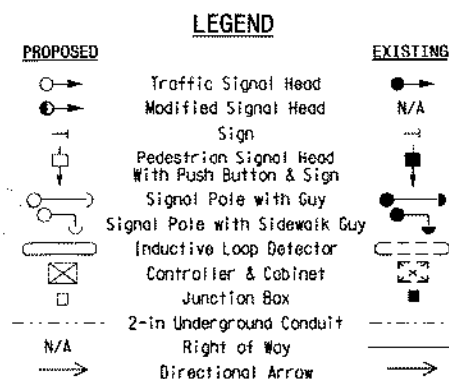 LEGEND
PROPOSED EXISTING
Traffic Signal Head
Modified Signal Head N/A
Sign
Pedestrian Signal Head
With Push Button & Sign
Signal Pole with Guy
Signal Pole with Sidewalk Guy
Inductive Loop Detector
Controller & Cabinet
Junction Box
2-in Underground Conduit
N/A Right of Way
Directional Arrow